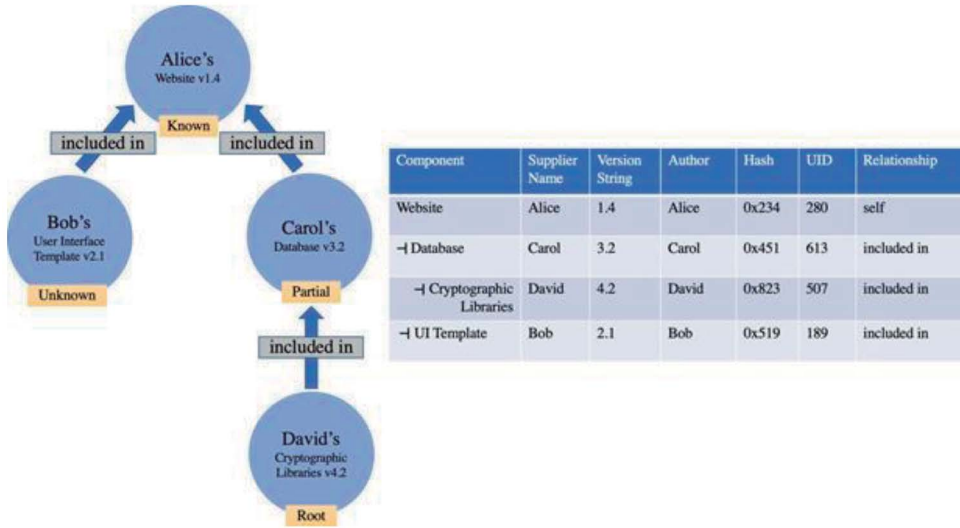 Alice's
Website v1.4
Known
included in
included in
Bob's
User Interface
Template v2.1
Unknown
Carol's
Database v3.2
Partial
included in
David's
Cryptographic
Libraries v4.2
Root
Component Supplier Name Version String Author Hash UID Relationship
Website Alice 1.4 Alice 0x234 280 self
⊣ Database Carol 3.2 Carol 0x451 613 included in
⊣ Cryptographic Libraries David 4.2 David 0x823 507 included in
⊣ UI Template Bob 2.1 Bob 0x519 189 included in